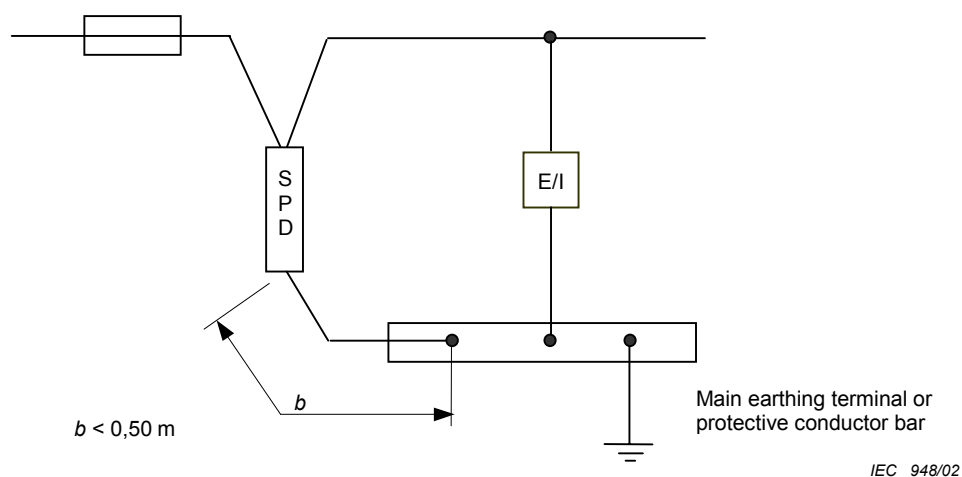 S
P
D
E/I
b
b < 0,50 m
Main earthing terminal or
protective conductor bar
IEC 948/02